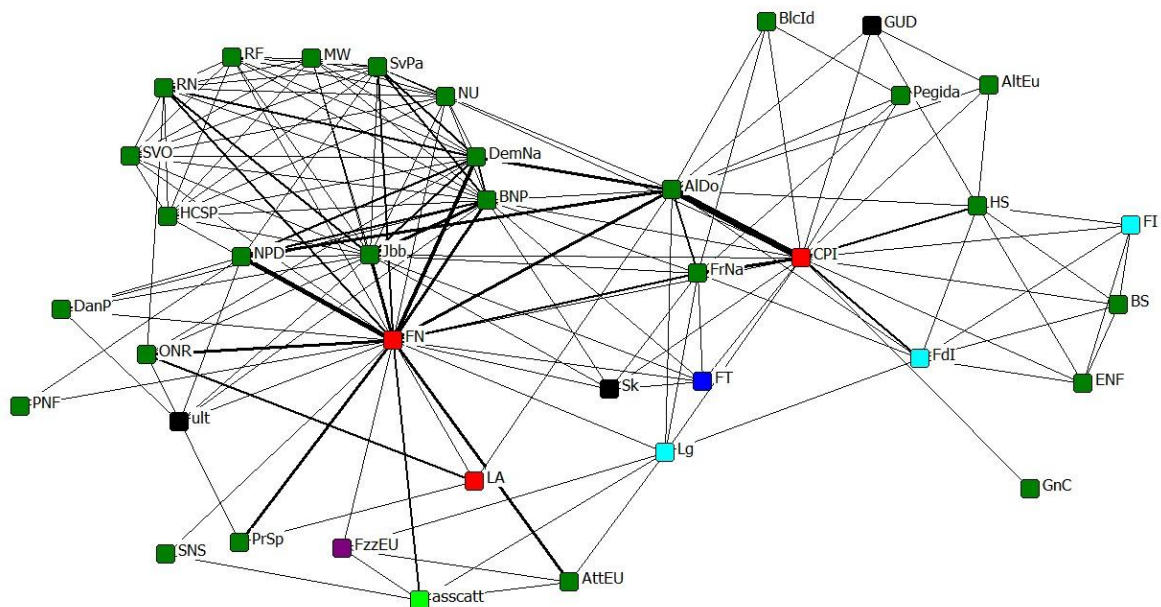 BlcId
GUD
RF
MW
SvPa
RN
NU
Pegida
AltEu
SVO
DemNa
AlDo
BNP
HS
HCSP
FI
NPD
Jbb
CPI
FrNa
DanP
BS
FN
ONR
FdI
FT
Sk
ENF
PNF
ult
Lg
LA
GnC
PrSp
FzzEU
SNS
AttEU
asscatt